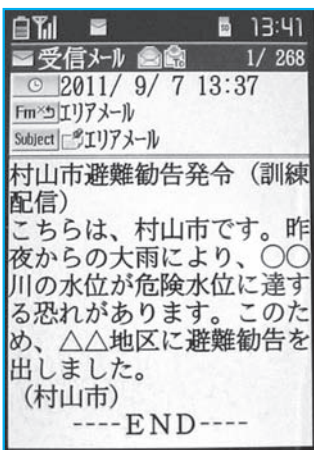 13:41
受信メール 1/ 268
2011/ 9/ 7 13:37
Fm エリアメール
Subject エリアメール
村山市避難勧告発令（訓練
配信）
こちらは、村山市です。昨
夜からの大雨により、〇〇
川の水位が危険水位に達す
る恐れがあります。このた
め、△△地区に避難勧告を
出しました。
（村山市）
----END----